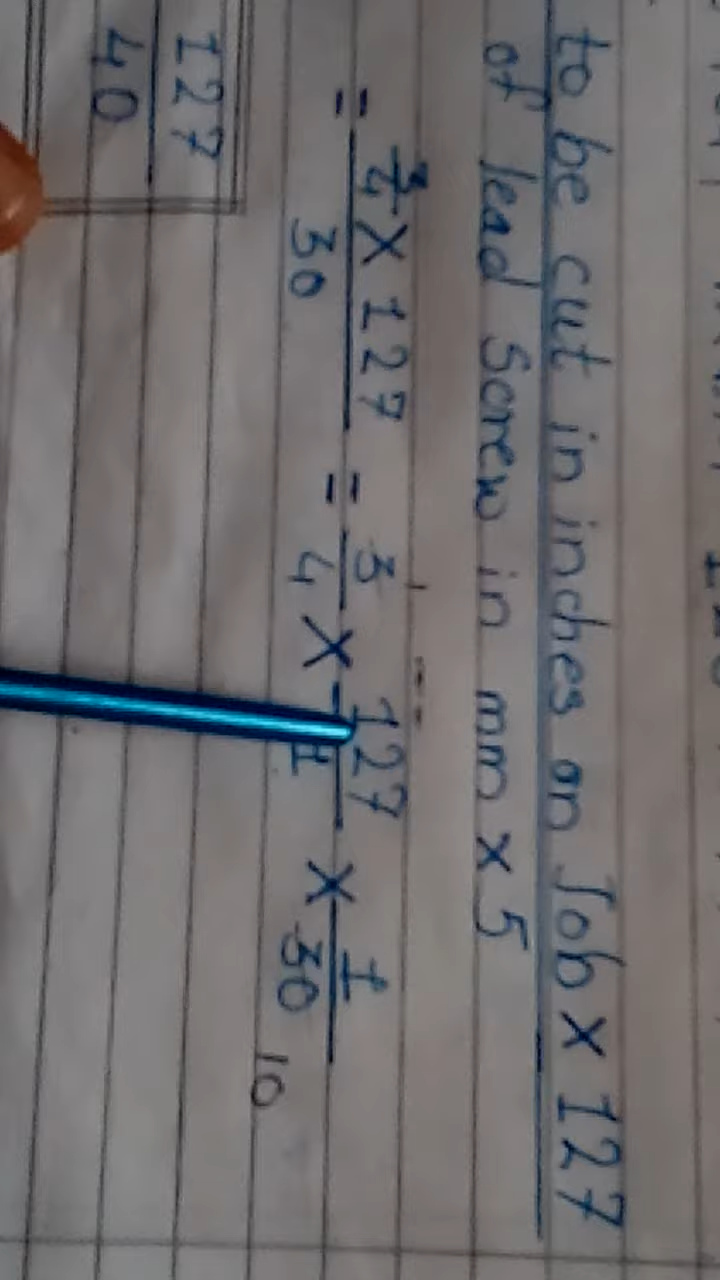 to be cut in inches on Job x 127
of lead Screw in mm x 5
= 3/4 x 127 / 30 = 3/4 x 127/1 x 1/30
10
127
40